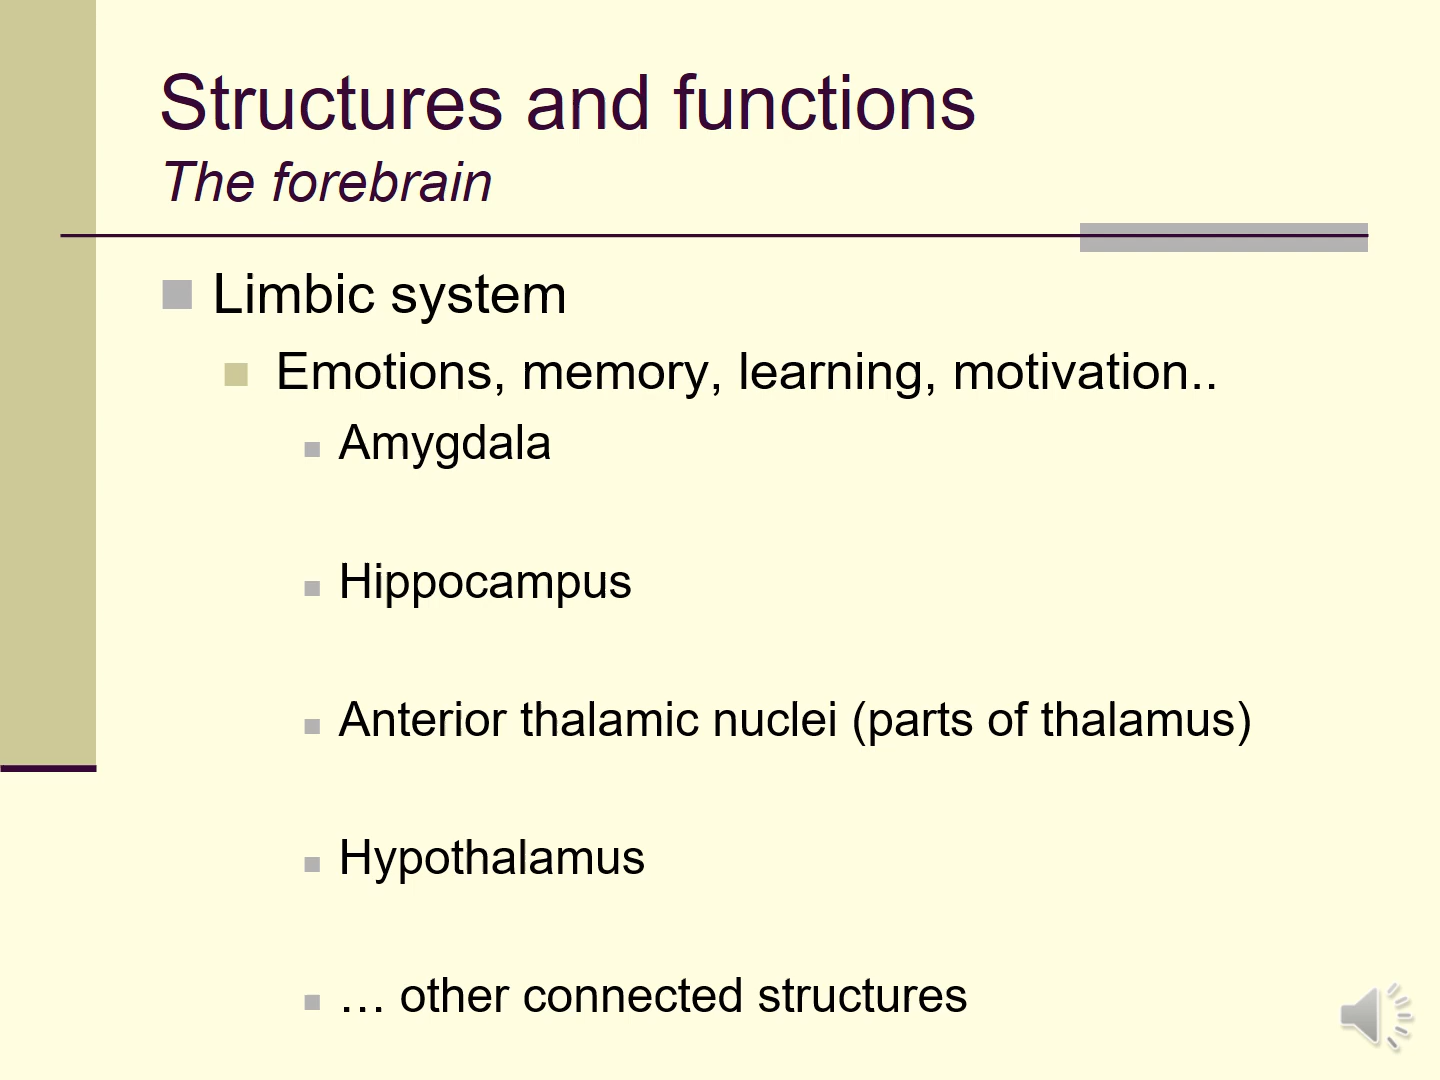 Structures and functions
The forebrain
Limbic system
Emotions, memory, learning, motivation..
Amygdala
Hippocampus
Anterior thalamic nuclei (parts of thalamus)
Hypothalamus
… other connected structures